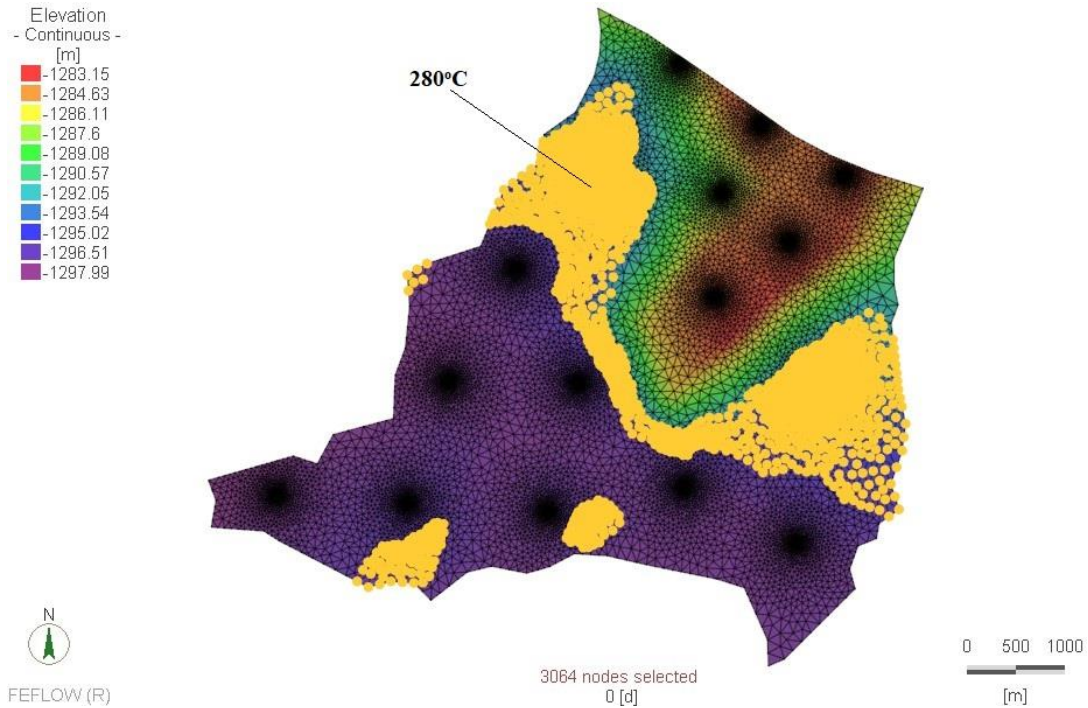 Elevation
- Continuous -
[m]
-1283.15
-1284.63
-1286.11
-1287.6
-1289.08
-1290.57
-1292.05
-1293.54
-1295.02
-1296.51
-1297.99
280°C
N
FEFLOW (R)
3064 nodes selected
0 [d]
0 500 1000
[m]